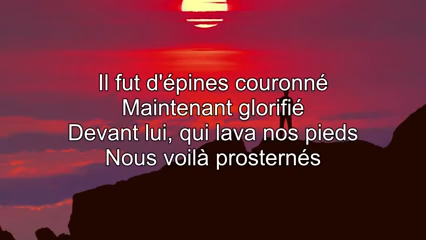 Il fut d'épines couronné
Maintenant glorifié
Devant lui, qui lava nos pieds
Nous voilà prosternés